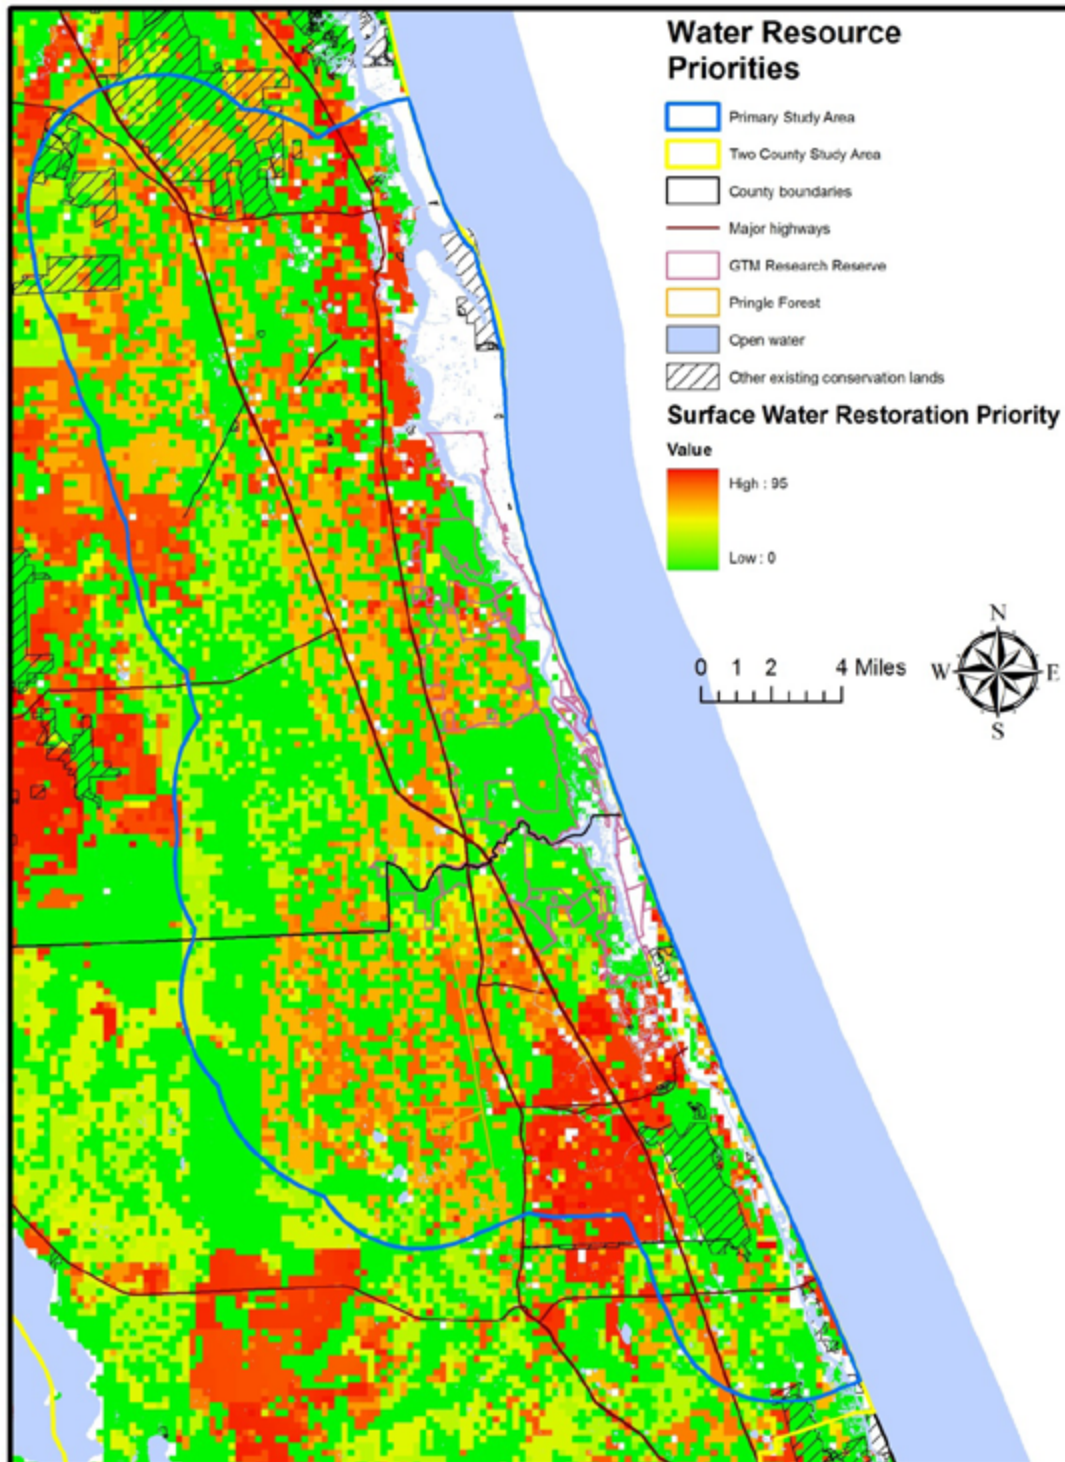 Water Resource
Priorities
Primary Study Area
Two County Study Area
County boundaries
Major highways
GTM Research Reserve
Pringle Forest
Open water
Other existing conservation lands
Surface Water Restoration Priority
Value
High : 95
Low : 0
0 1 2 4 Miles
N
W E
S